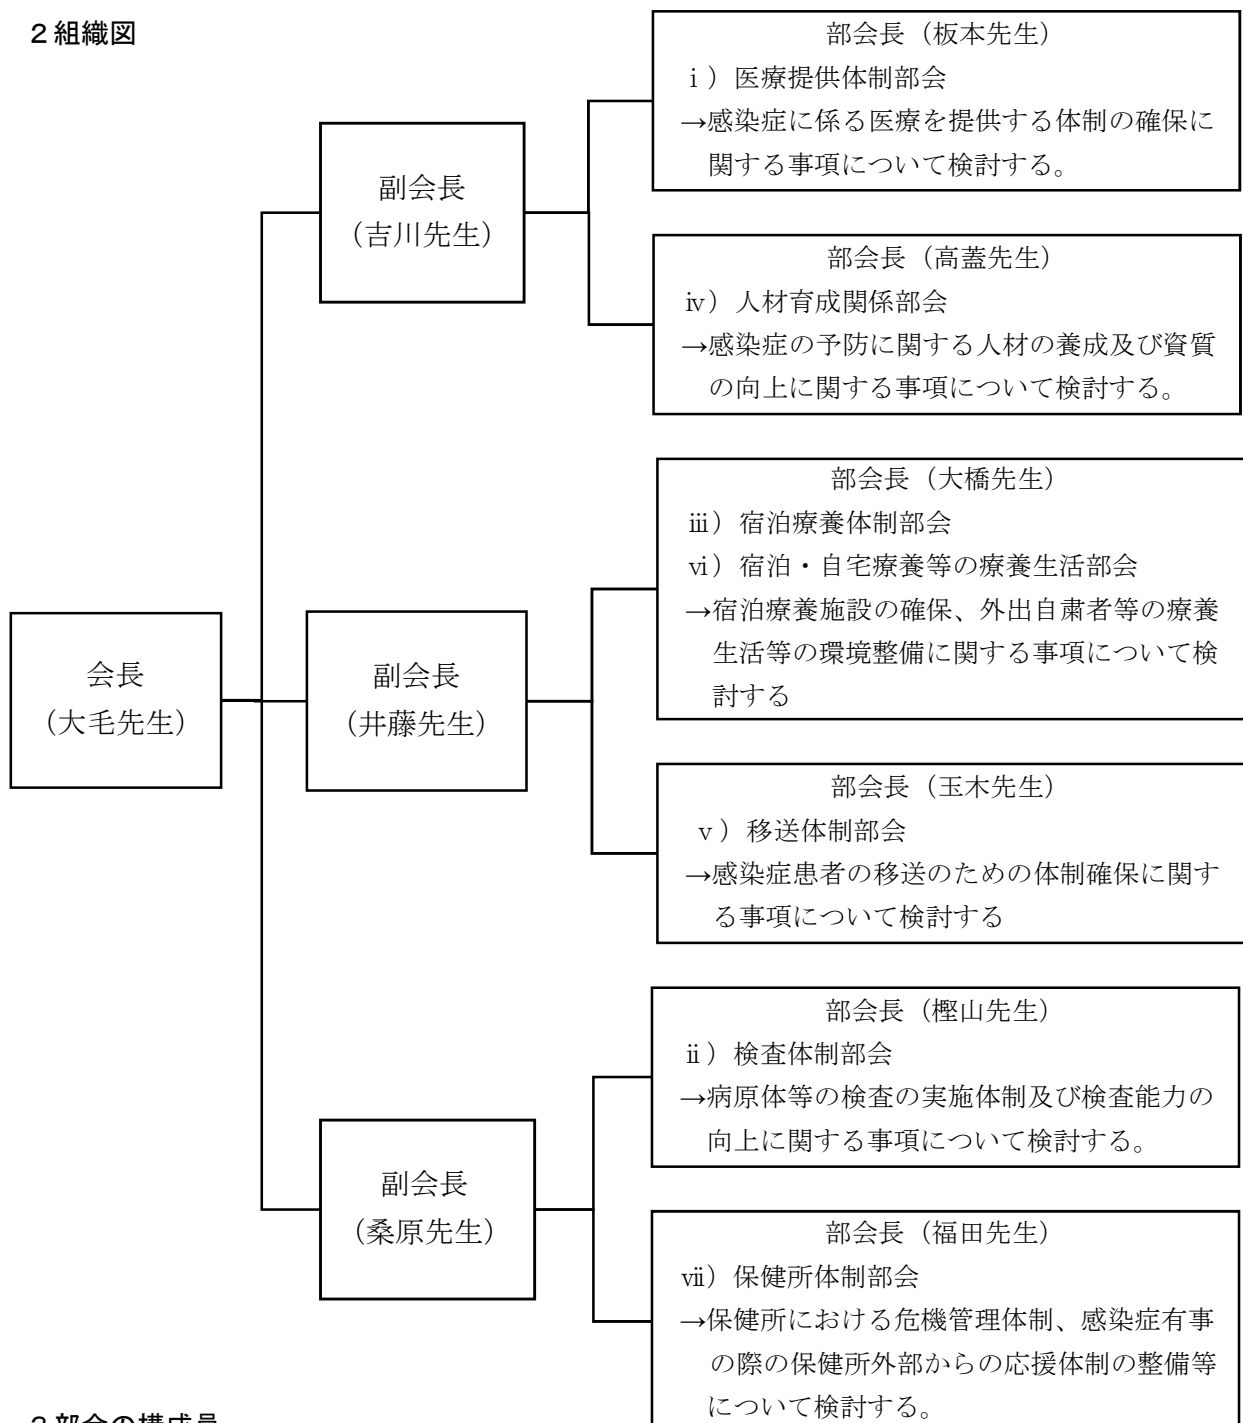 2 組織図
部会長（板本先生）
ⅰ）医療提供体制部会
→感染症に係る医療を提供する体制の確保に
関する事項について検討する。
副会長
（吉川先生）
部会長（高蓋先生）
ⅳ）人材育成関係部会
→感染症の予防に関する人材の養成及び資質
の向上に関する事項について検討する。
部会長（大橋先生）
ⅲ）宿泊療養体制部会
ⅵ）宿泊・自宅療養等の療養生活部会
→宿泊療養施設の確保、外出自粛者等の療養
生活等の環境整備に関する事項について検
討する
会長
（大毛先生）
副会長
（井藤先生）
部会長（玉木先生）
ⅴ）移送体制部会
→感染症患者の移送のための体制確保に関す
る事項について検討する
部会長（樫山先生）
ⅱ）検査体制部会
→病原体等の検査の実施体制及び検査能力の
向上に関する事項について検討する。
副会長
（桑原先生）
部会長（福田先生）
ⅶ）保健所体制部会
→保健所における危機管理体制、感染症有事
の際の保健所外部からの応援体制の整備等
について検討する。
3 部会の構成員